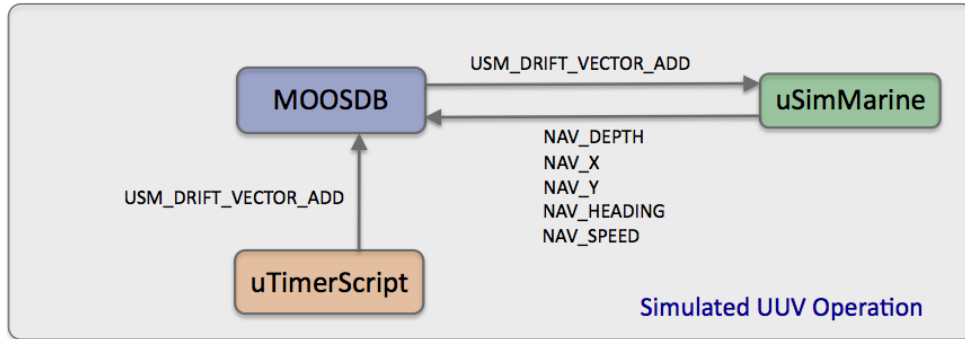 USM_DRIFT_VECTOR_ADD
MOOSDB
uSimMarine
NAV_DEPTH
NAV_X
NAV_Y
NAV_HEADING
NAV_SPEED
USM_DRIFT_VECTOR_ADD
uTimerScript
Simulated UUV Operation